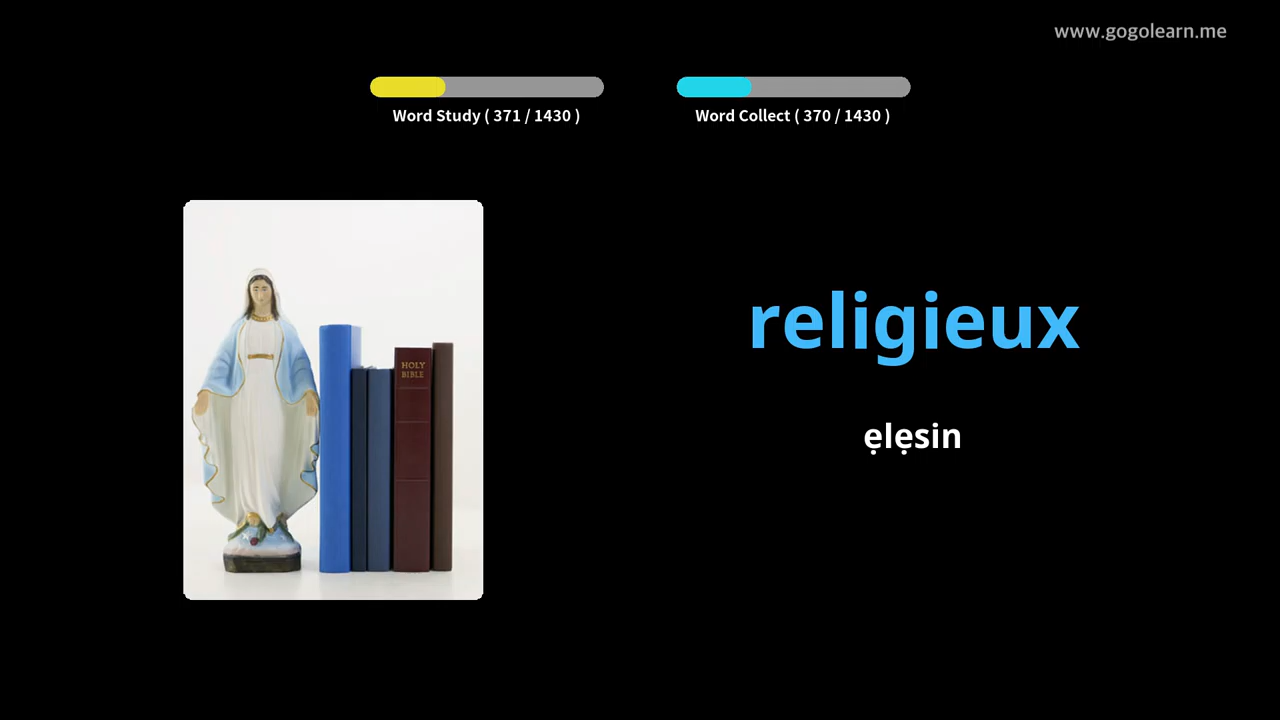 www.gogolearn.me
Word Study ( 371 / 1430 )
Word Collect ( 370 / 1430 )
HOLY
BIBLE
religieux
ẹlẹsin